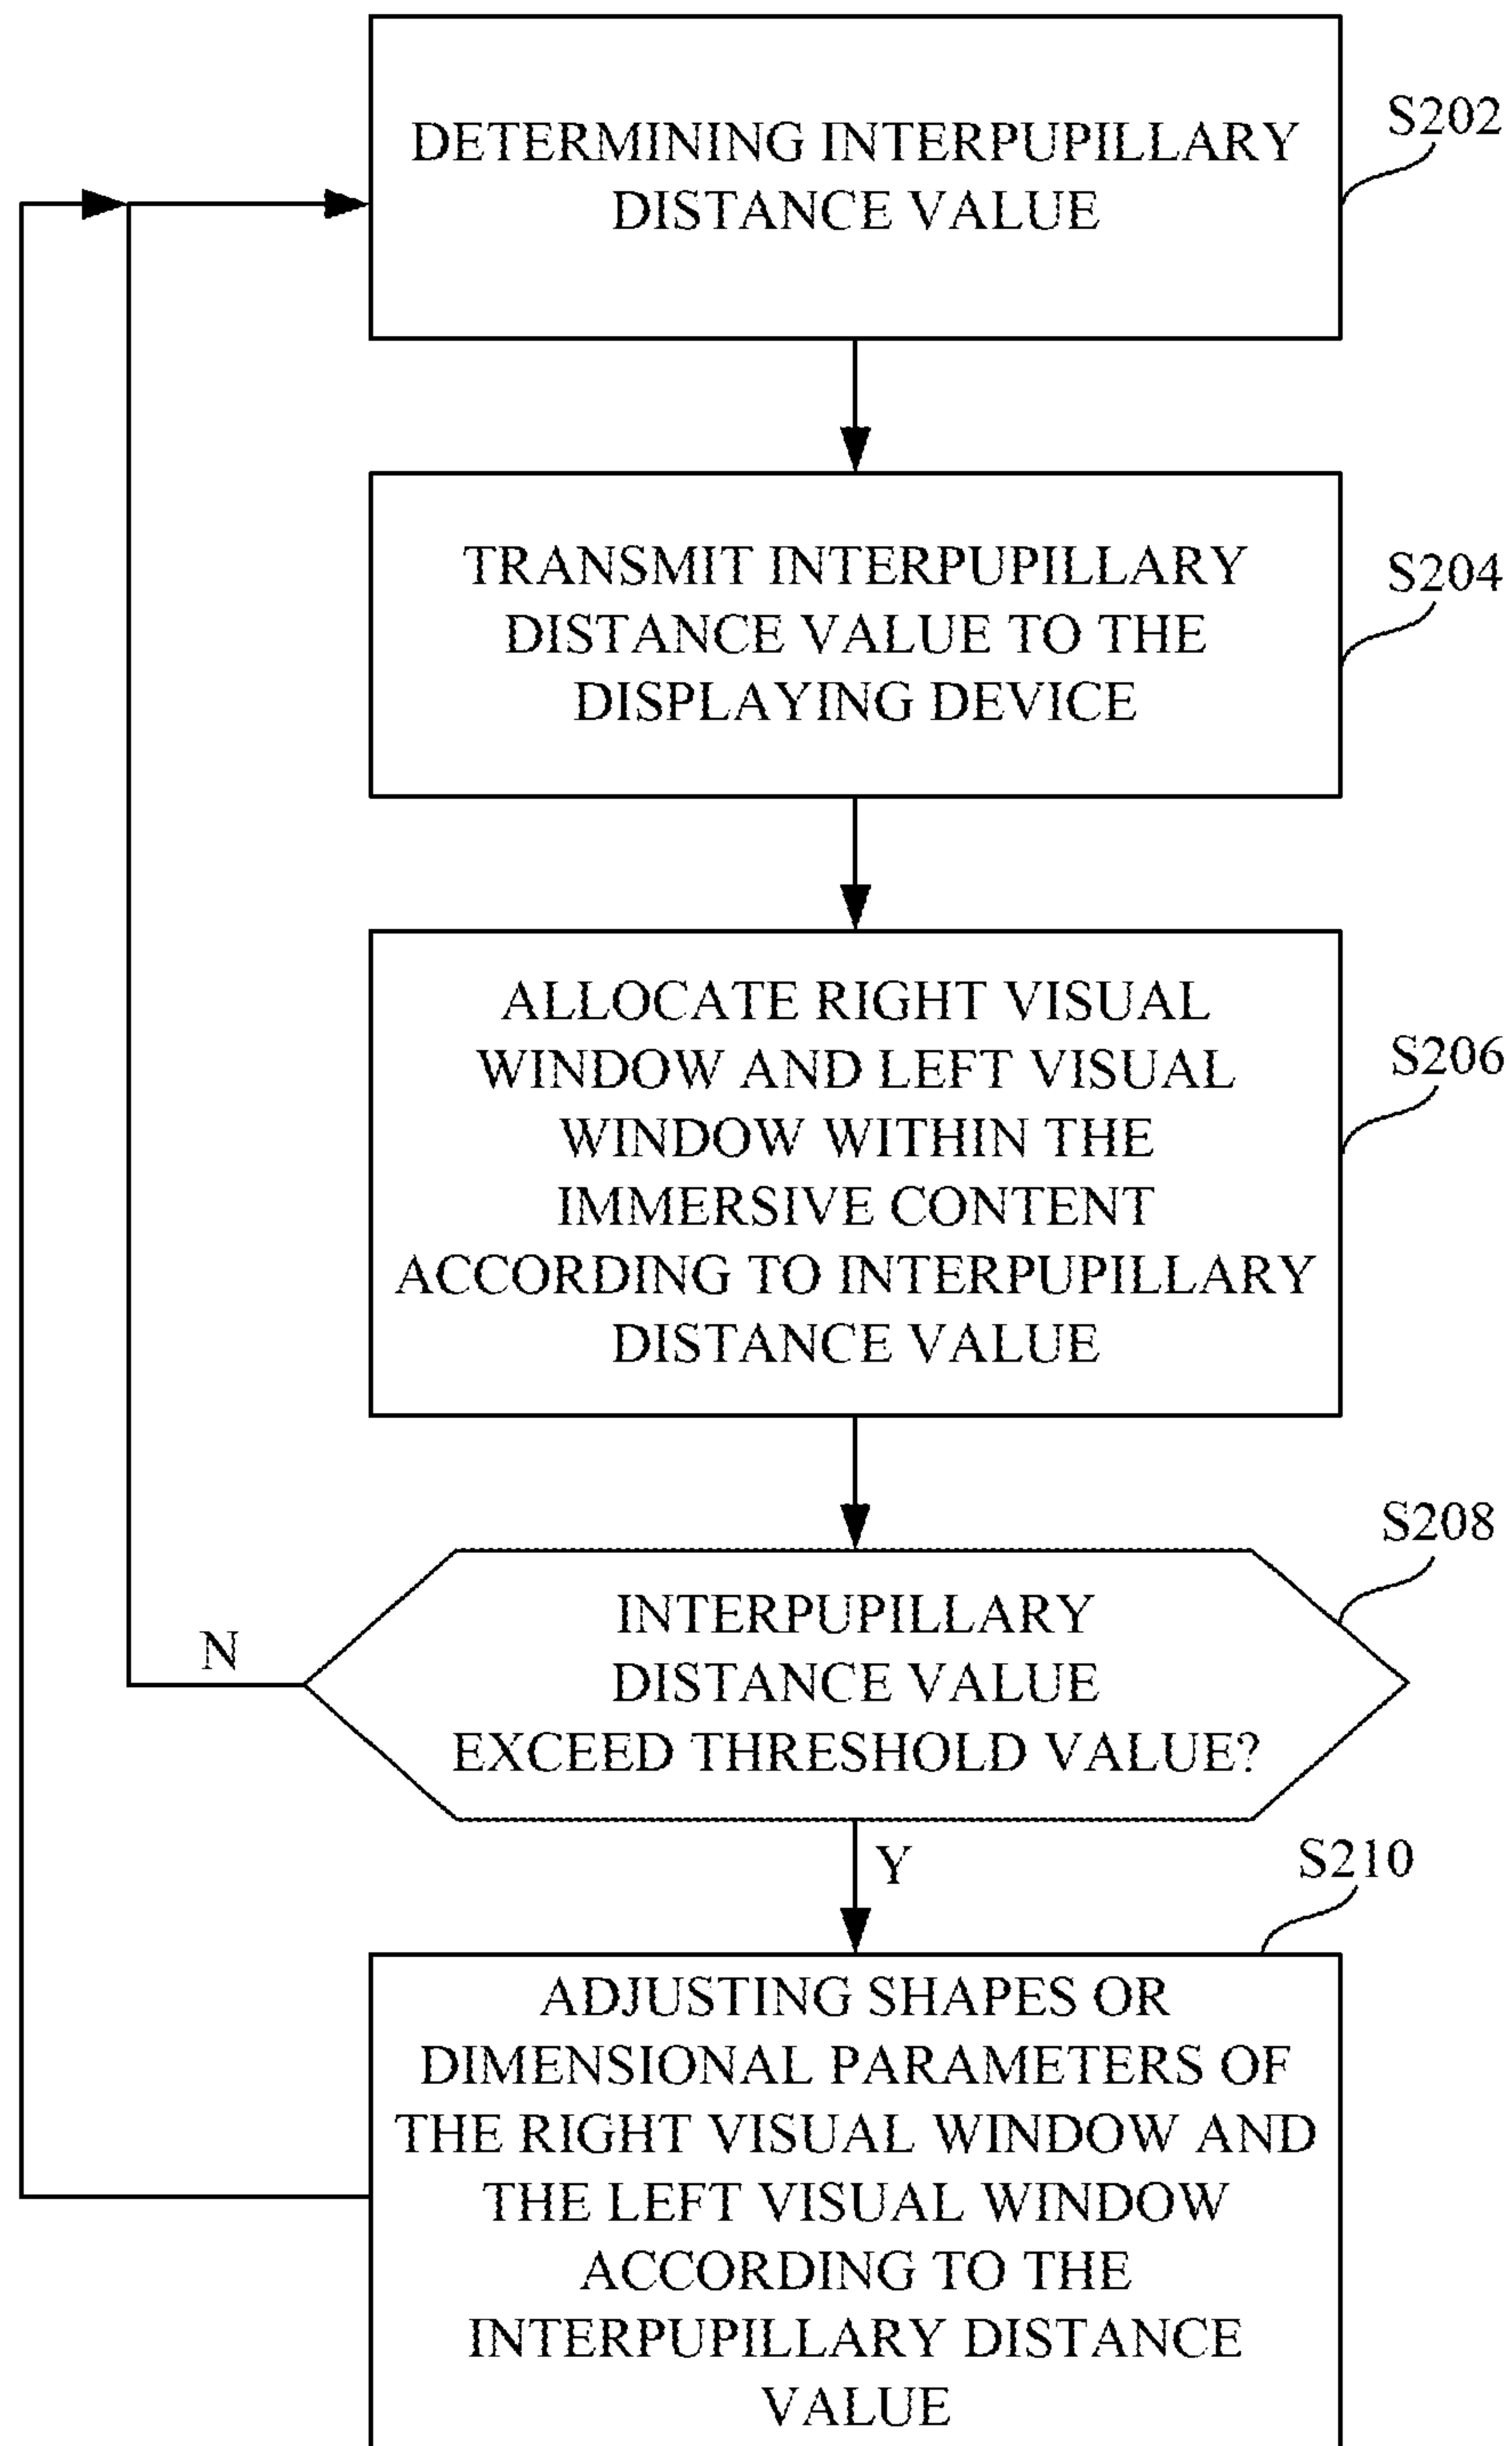 DETERMINING INTERPUPILLARY
DISTANCE VALUE
S202
TRANSMIT INTERPUPILLARY
DISTANCE VALUE TO THE
DISPLAYING DEVICE
S204
ALLOCATE RIGHT VISUAL
WINDOW AND LEFT VISUAL
WINDOW WITHIN THE
IMMERSIVE CONTENT
ACCORDING TO INTERPUPILLARY
DISTANCE VALUE
S206
INTERPUPILLARY
DISTANCE VALUE
EXCEED THRESHOLD VALUE?
S208
N
Y
S210
ADJUSTING SHAPES OR
DIMENSIONAL PARAMETERS OF
THE RIGHT VISUAL WINDOW AND
THE LEFT VISUAL WINDOW
ACCORDING TO THE
INTERPUPILLARY DISTANCE
VALUE